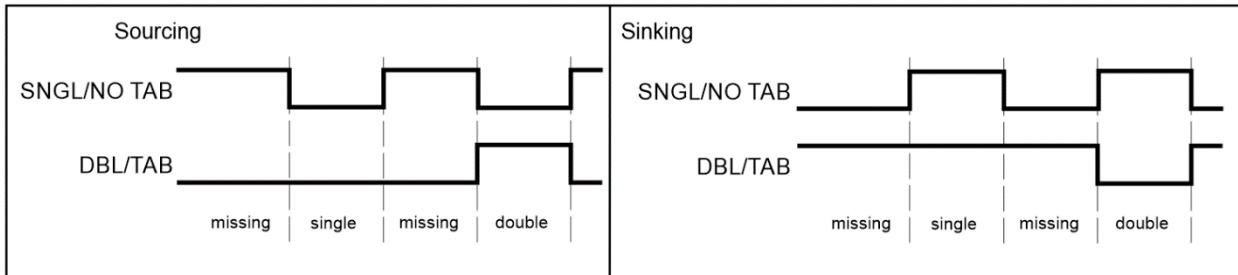 Sourcing
SNGL/NO TAB
DBL/TAB
missing single missing double
Sinking
SNGL/NO TAB
DBL/TAB
missing single missing double